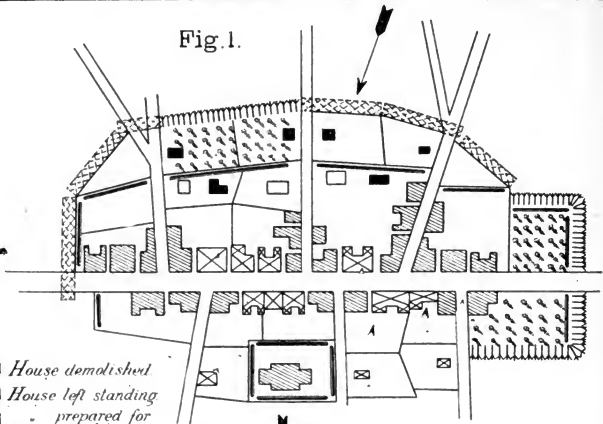 Fig. 1.
House demolished
House left standing
" prepared for